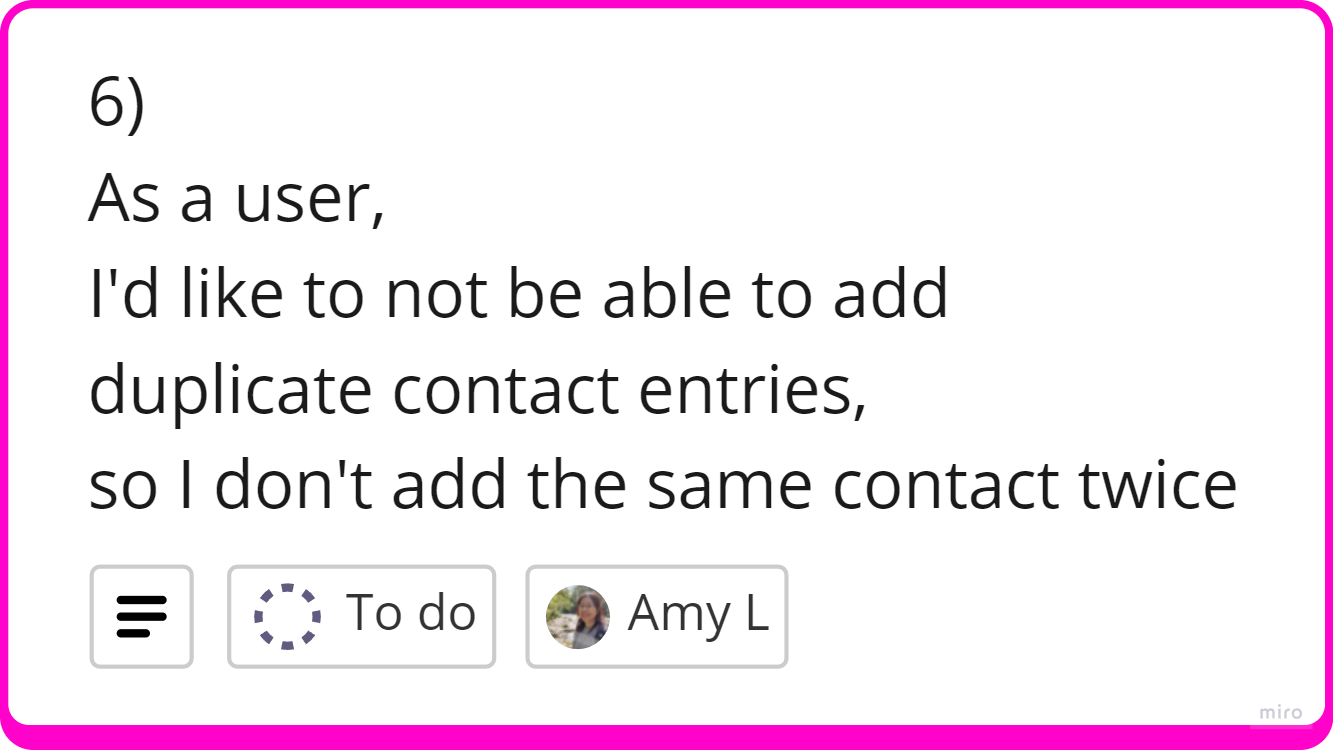 6)
As a user,
I'd like to not be able to add
duplicate contact entries,
so I don't add the same contact twice
To do
Amy L
miro